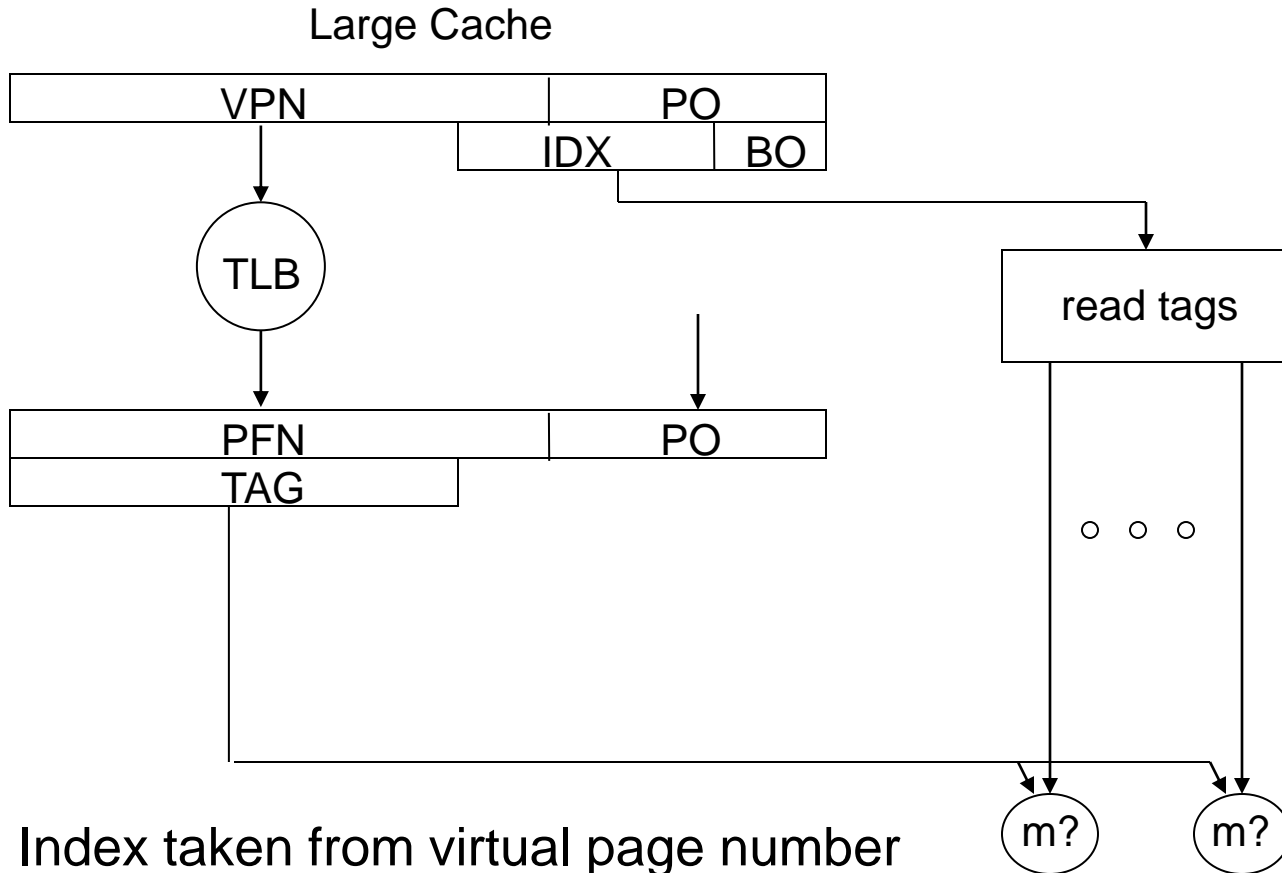 Large Cache
VPN PO
IDX BO
TLB
read tags
PFN PO
TAG
m? m?
Index taken from virtual page number